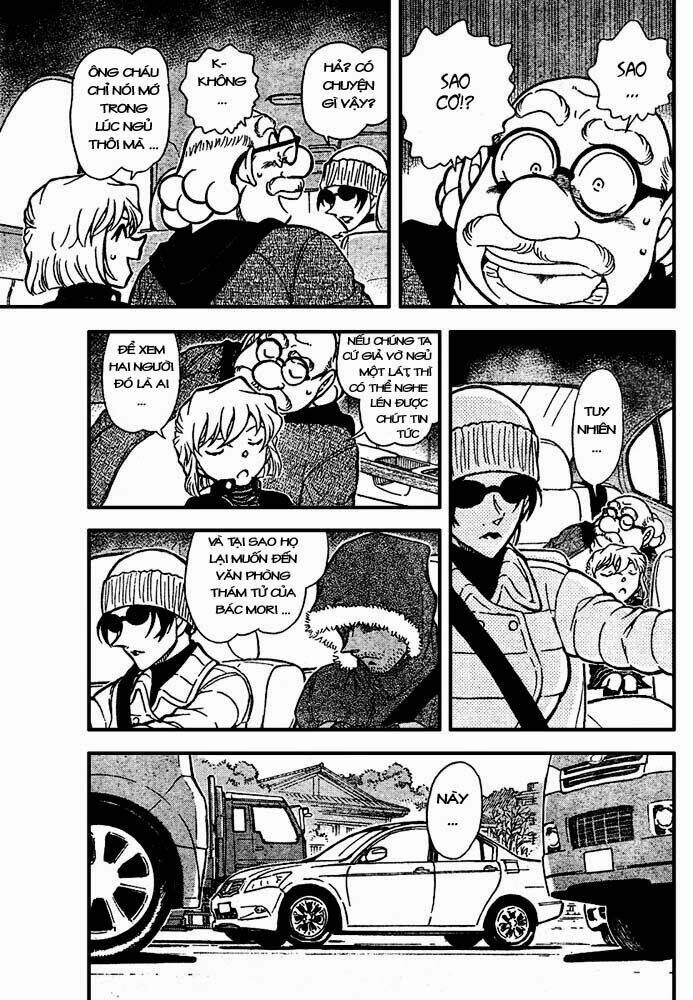 SAO
...
SAO
CƠ!?
HẢ? CÓ
CHUYỆN
GÌ VẬY?
K-
KHÔNG
...
ÔNG CHÁU
CHỈ NÓI MỚ
TRONG
LÚC NGỦ
THÔI MÀ ...
TUY
NHIÊN
...
NẾU CHÚNG TA
CỨ GIẢ VỜ NGỦ
MỘT LÁT, THÌ
CÓ THỂ NGHE
LÉN ĐƯỢC
CHÚT TIN
TỨC
ĐỂ XEM
HAI NGƯỜI
ĐÓ LÀ AI
...
VÀ TẠI SAO HỌ
LẠI MUỐN ĐẾN
VĂN PHÒNG
THÁM TỬ CỦA
BÁC MORI ...
NÀY
...